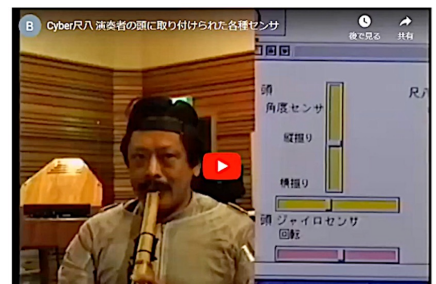 B
Cyber尺八 演奏者の頭に取り付けられた各種センサ
後で見る
共有
頭
尺八
角度センサ
縦振り
横振り
頭 ジャイロセンサ
回転